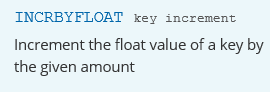 INCRBYFLOAT key increment
Increment the float value of a key by
the given amount